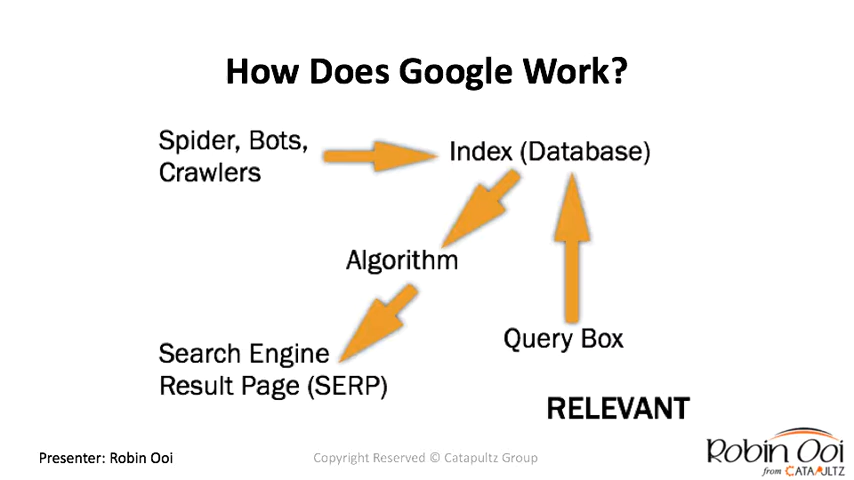 How Does Google Work?
Spider, Bots,
Crawlers
Index (Database)
Algorithm
Query Box
Search Engine
Result Page (SERP)
RELEVANT
Presenter: Robin Ooi
Copyright Reserved © Catapultz Group
Robin Ooi
from CATAPULTZ